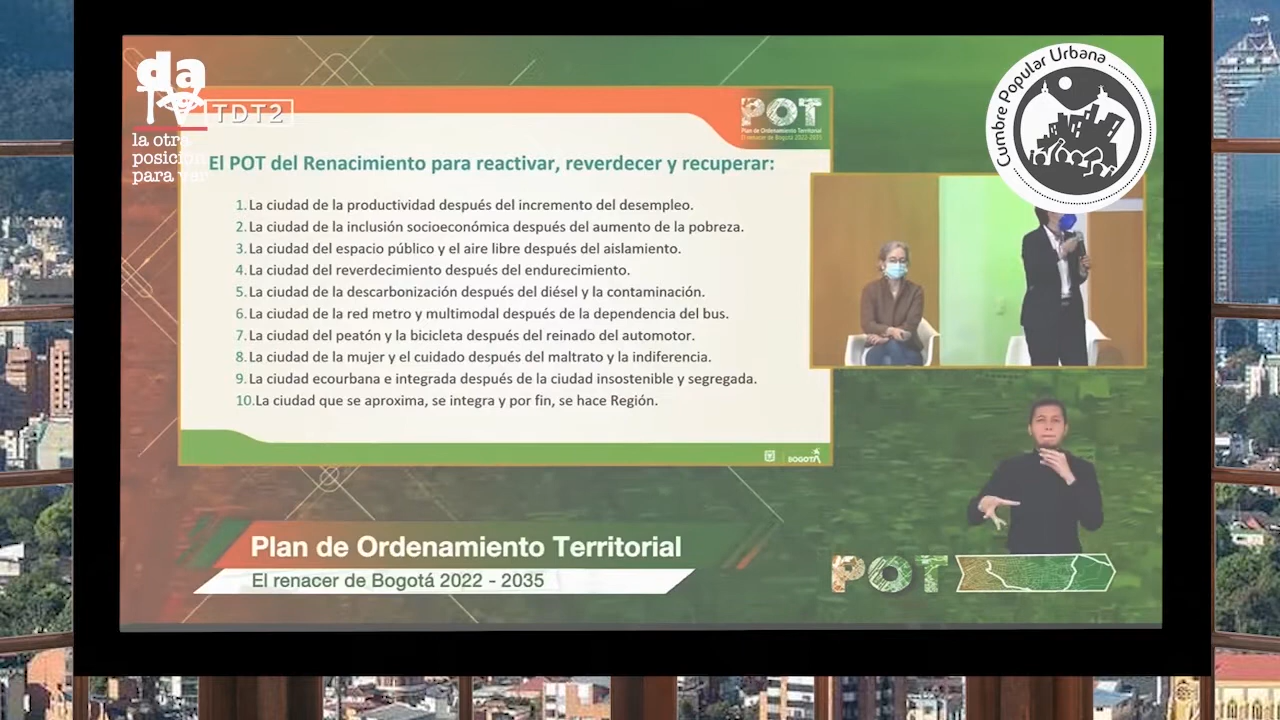 da
TV
TDT2
la otra
posición
para ver
Cumbre Popular Urbana
POT
Plan de Ordenamiento Territorial
El renacer de Bogotá 2022-2035
El POT del Renacimiento para reactivar, reverdecer y recuperar:
1. La ciudad de la productividad después del incremento del desempleo.
2. La ciudad de la inclusión socioeconómica después del aumento de la pobreza.
3. La ciudad del espacio público y el aire libre después del aislamiento.
4. La ciudad del reverdecimiento después del endurecimiento.
5. La ciudad de la descarbonización después del diésel y la contaminación.
6. La ciudad de la red metro y multimodal después de la dependencia del bus.
7. La ciudad del peatón y la bicicleta después del reinado del automotor.
8. La ciudad de la mujer y el cuidado después del maltrato y la indiferencia.
9. La ciudad ecourbana e integrada después de la ciudad insostenible y segregada.
10. La ciudad que se aproxima, se integra y por fin, se hace Región.
BOGOTÁ
Plan de Ordenamiento Territorial
El renacer de Bogotá 2022 - 2035
POT